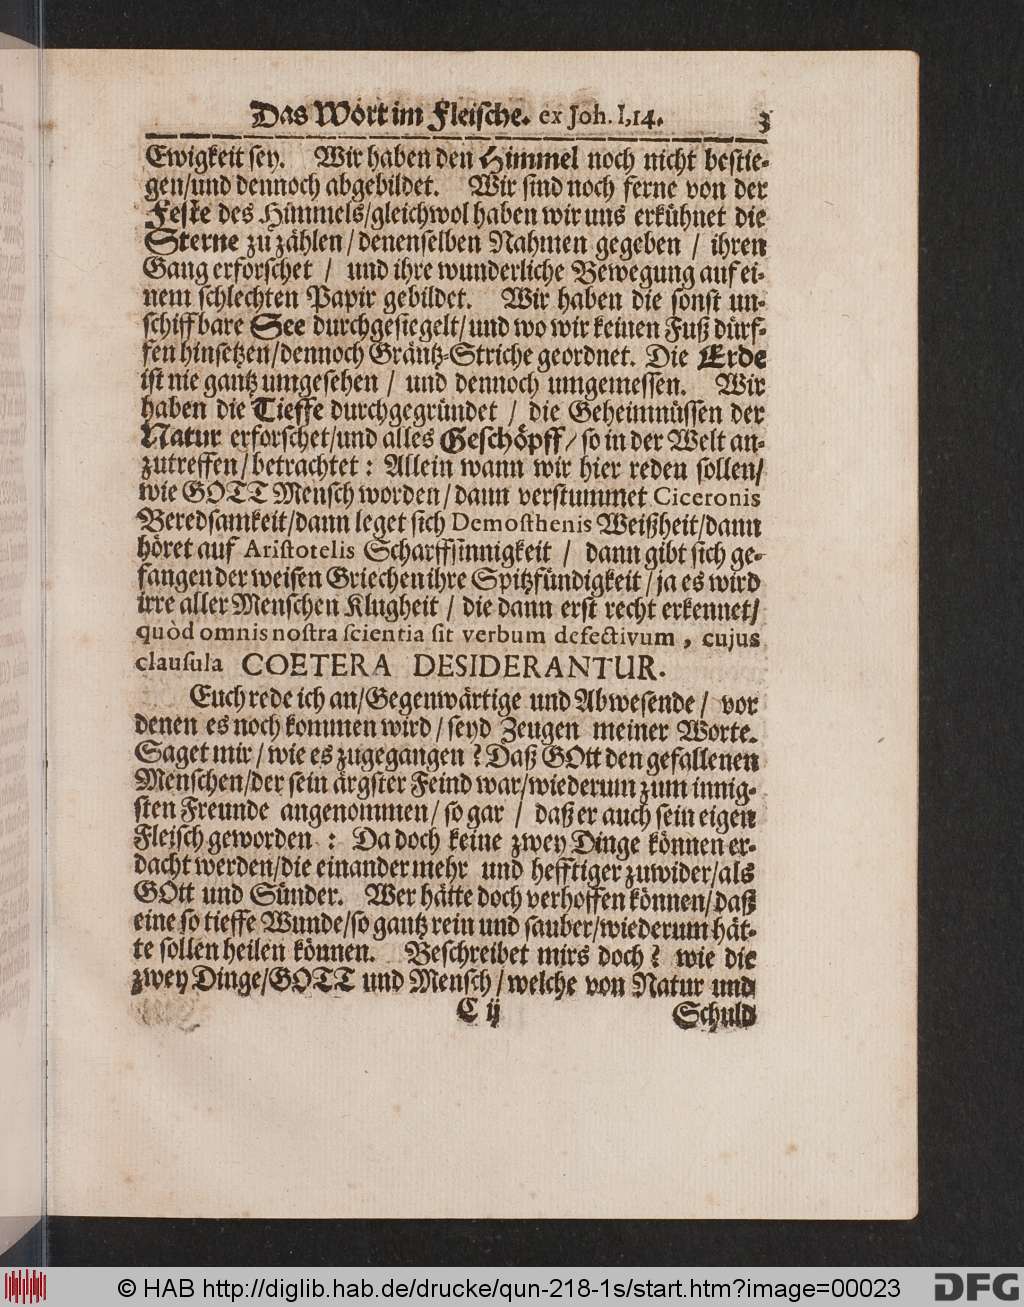 Das Wort im Fleische. ex Joh. I,14. 3
Ewigkeit sey. Wir haben den Himmel noch nicht bestie-
gen/und dennoch abgebildet. Wir sind noch ferne von der
Feste des Himmels/gleichwol haben wir uns erkühnet die
Sterne zu zählen/denenselben Nahmen gegeben / ihren
Gang erforschet / und ihre wunderliche Bewegung auf ei-
nem schlechten Papir gebildet. Wir haben die sonst un-
schiffbare See durchgesiegelt/und wo wir keinen Fuß dürf-
fen hinsetzen/dennoch Gräntz-Striche geordnet. Die Erde
ist nie gantz umgesehen / und dennoch umgemessen. Wir
haben die Tieffe durchgegründet / die Geheimnüssen der
Natur erforschet/und alles Geschöpff/so in der Welt an-
zutreffen/betrachtet: Allein wann wir hier reden sollen/
wie GOTT Mensch worden/dann verstummet Ciceronis
Beredsamkeit/dann leget sich Demosthenis Weißheit/dann
höret auf Aristotelis Scharffsinnigkeit / dann gibt sich ge-
fangen der weisen Griechen ihre Spitzfündigkeit/ja es wird
irre aller Menschen Klugheit / die dann erst recht erkennet/
quòd omnis nostra scientia sit verbum defectivum, cujus
clausula COETERA DESIDERANTUR.
Euch rede ich an/Gegenwärtige und Abwesende/ vor
denen es noch kommen wird/seyd Zeugen meiner Worte.
Saget mir/wie es zugegangen? Daß GOtt den gefallenen
Menschen/der sein ärgster Feind war/wiederum zum innig-
sten Freunde angenommen/so gar / daß er auch sein eigen
Fleisch geworden: Da doch keine zwey Dinge können er-
dacht werden/die einander mehr und hefftiger zuwider/als
GOtt und Sünder. Wer hätte doch verhoffen können/daß
eine so tieffe Wunde/so gantz rein und sauber/wiederum hät-
te sollen heilen können. Beschreibet mirs doch? wie die
zwey Dinge/GOTT und Mensch/welche von Natur und
C ij Schuld
© HAB http://diglib.hab.de/drucke/qun-218-1s/start.htm?image=00023 DFG